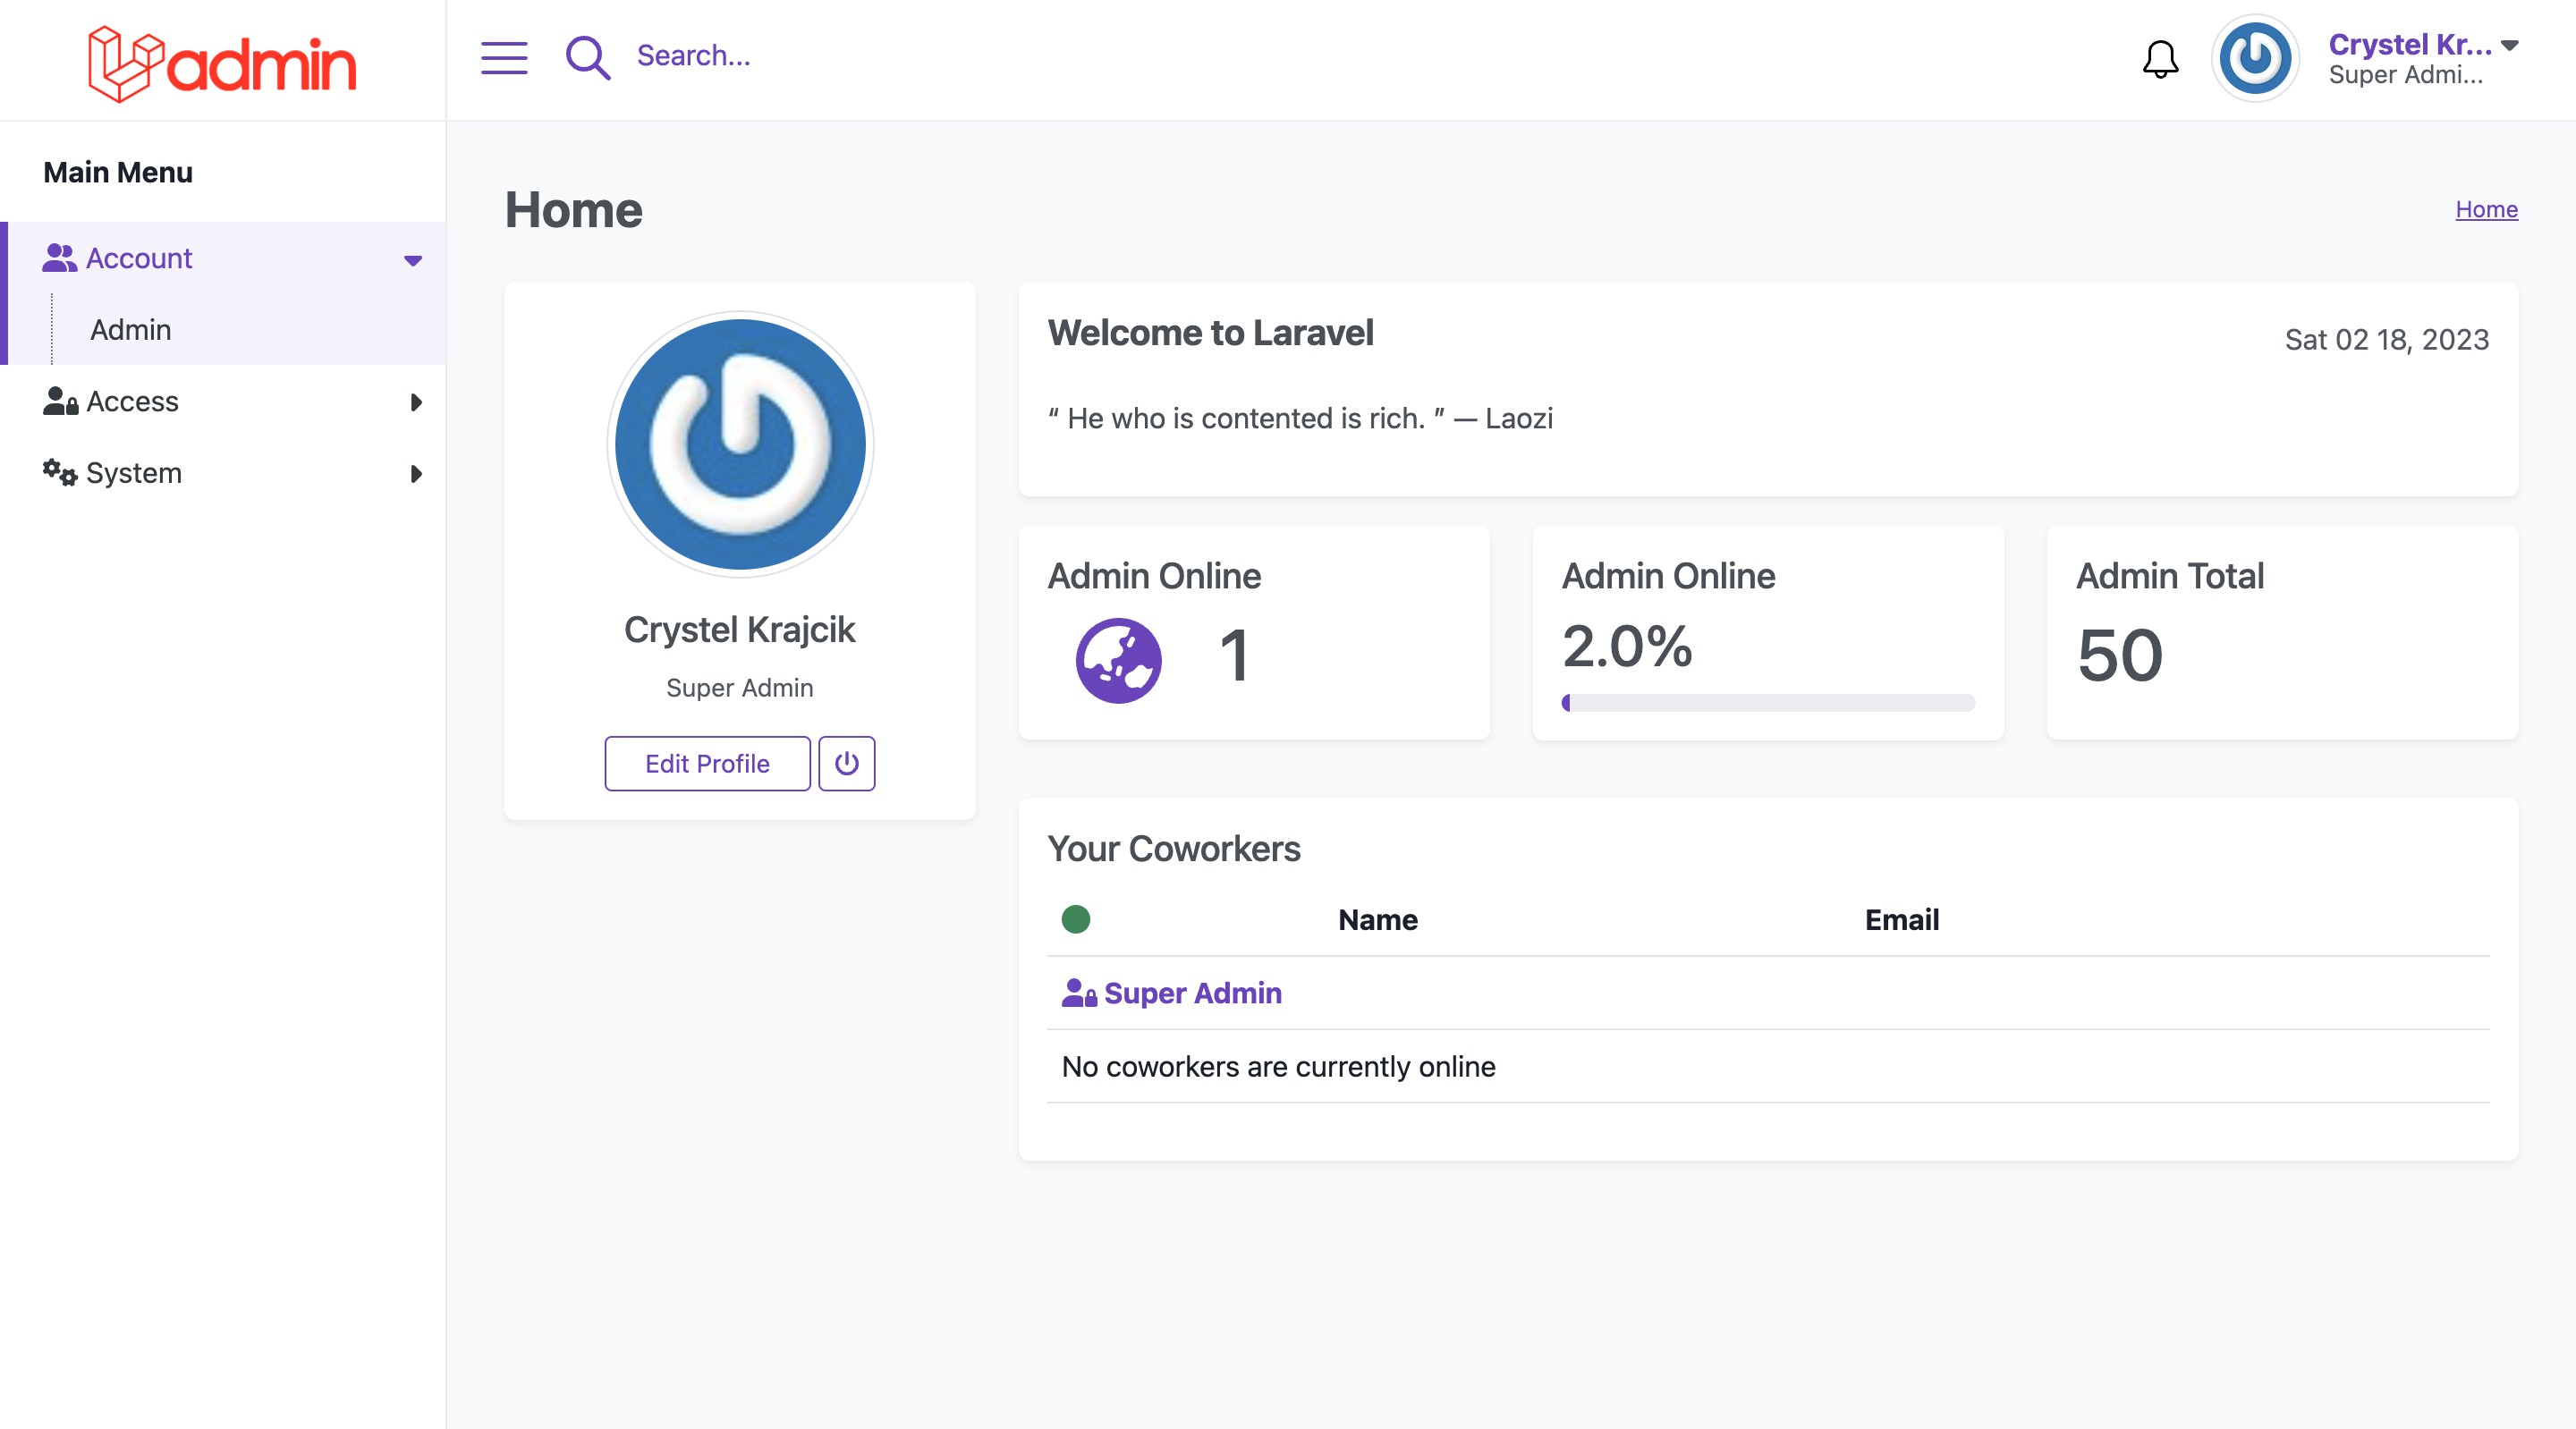 admin
Search...
Crystel Kr...
Super Admi...
Main Menu
Account
Admin
Access
System
Home
Home
Crystel Krajcik
Super Admin
Edit Profile
Welcome to Laravel
Sat 02 18, 2023
“ He who is contented is rich. ” — Laozi
Admin Online
1
Admin Online
2.0%
Admin Total
50
Your Coworkers
Name Email
Super Admin
No coworkers are currently online